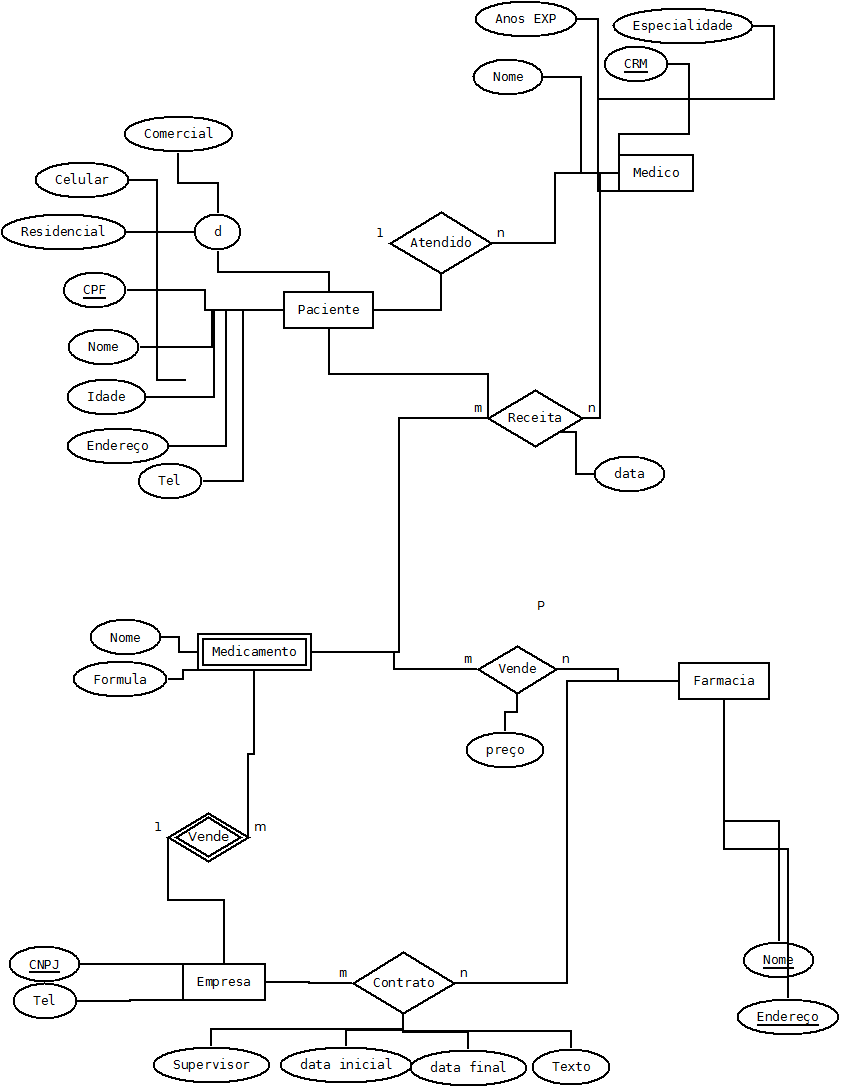 Anos EXP
Especialidade
CRM
Nome
Comercial
Medico
Celular
Residencial
d
1
Atendido
n
CPF
Paciente
Nome
Idade
m
Receita
n
Endereço
Tel
data
P
Nome
Medicamento
m
Vende
n
Formula
Farmacia
preço
1
Vende
m
CNPJ
Nome
Empresa
m
Contrato
n
Tel
Endereço
Supervisor
data inicial
data final
Texto